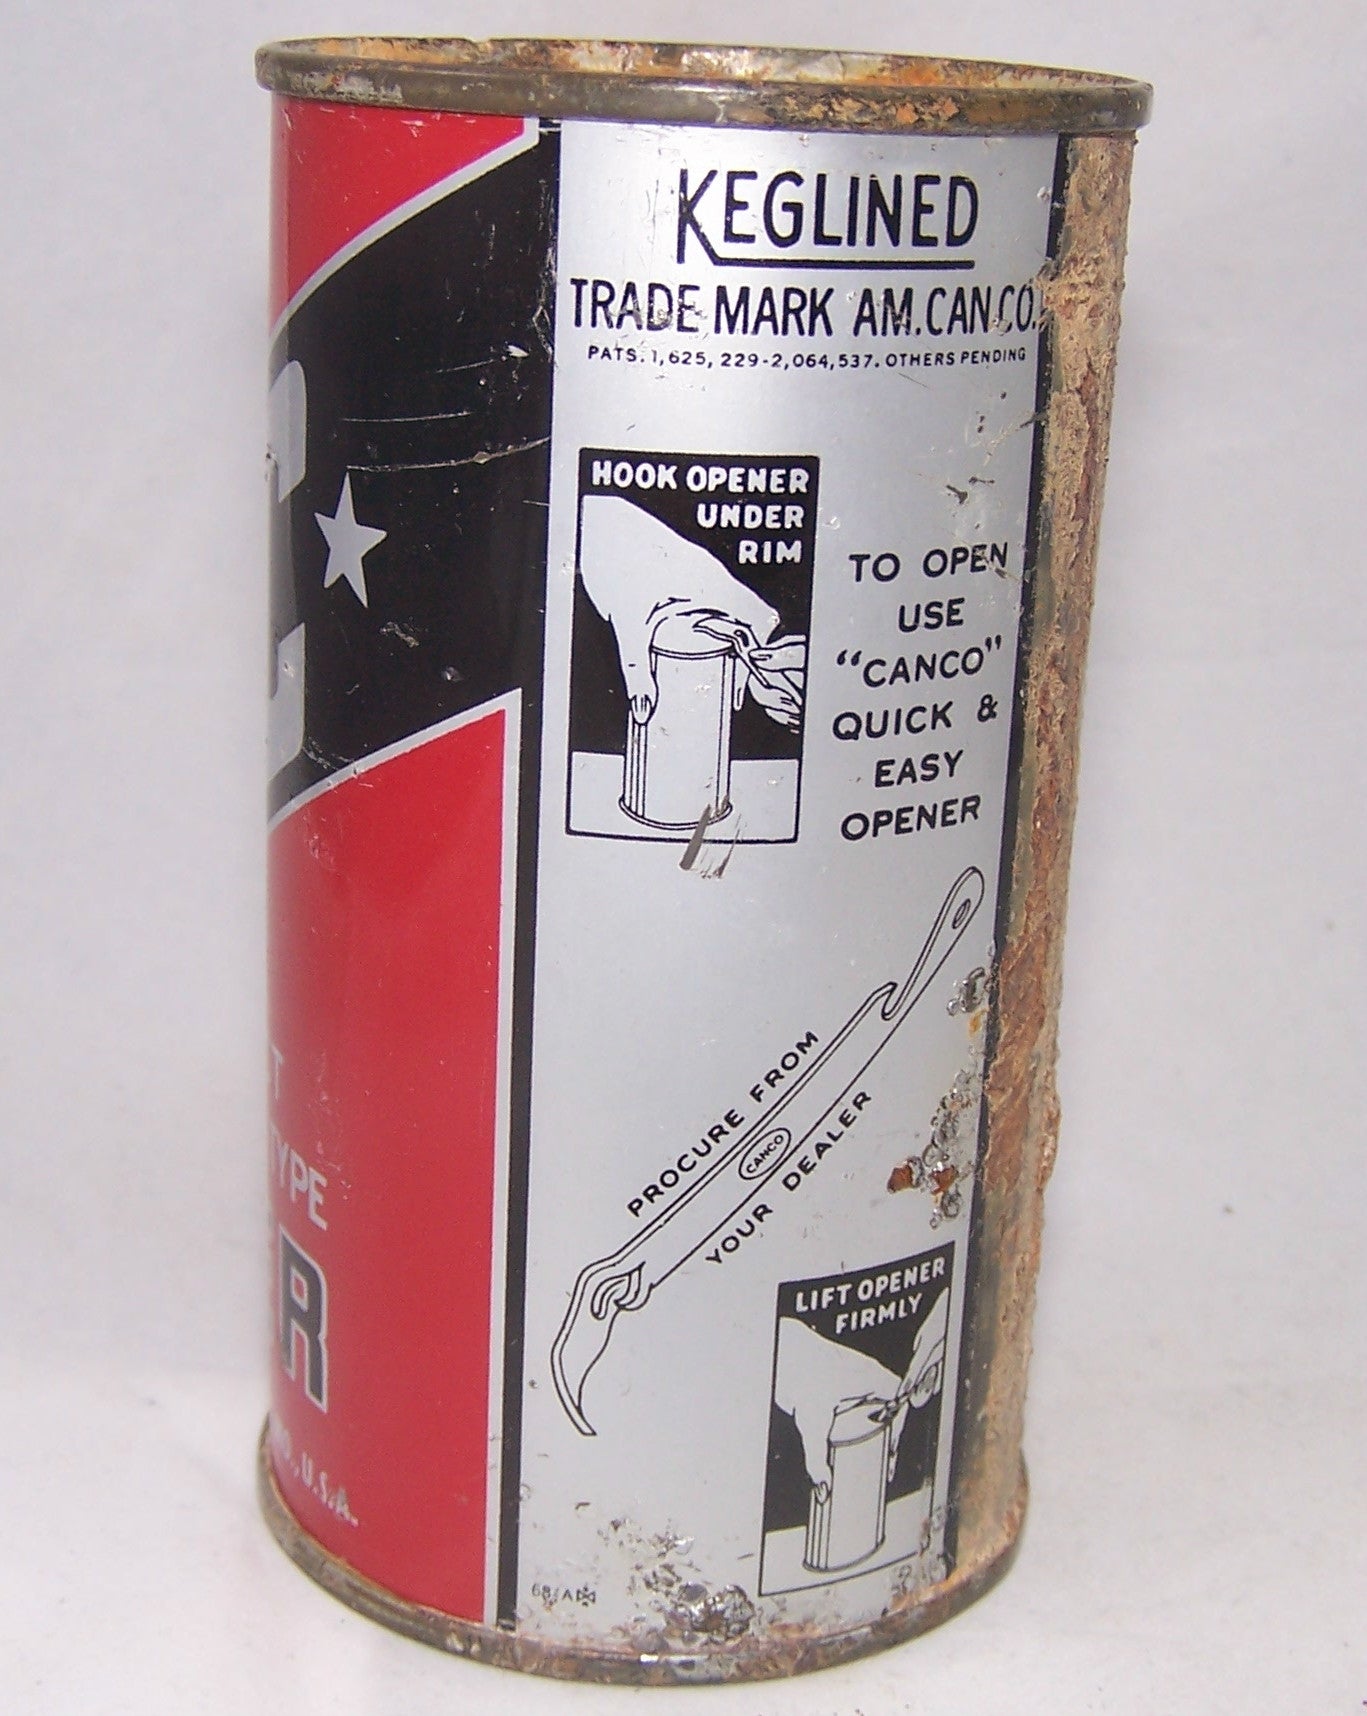 KEGLINED
TRADE MARK AM. CAN CO.
PATS. 1,625,229-2,064,537. OTHERS PENDING
HOOK OPENER
UNDER
RIM
TO OPEN
USE
“CANCO”
QUICK &
EASY
OPENER
PROCURE FROM
CANCO
YOUR DEALER
LIFT OPENER
FIRMLY
T
YPE
R
U.S.A.